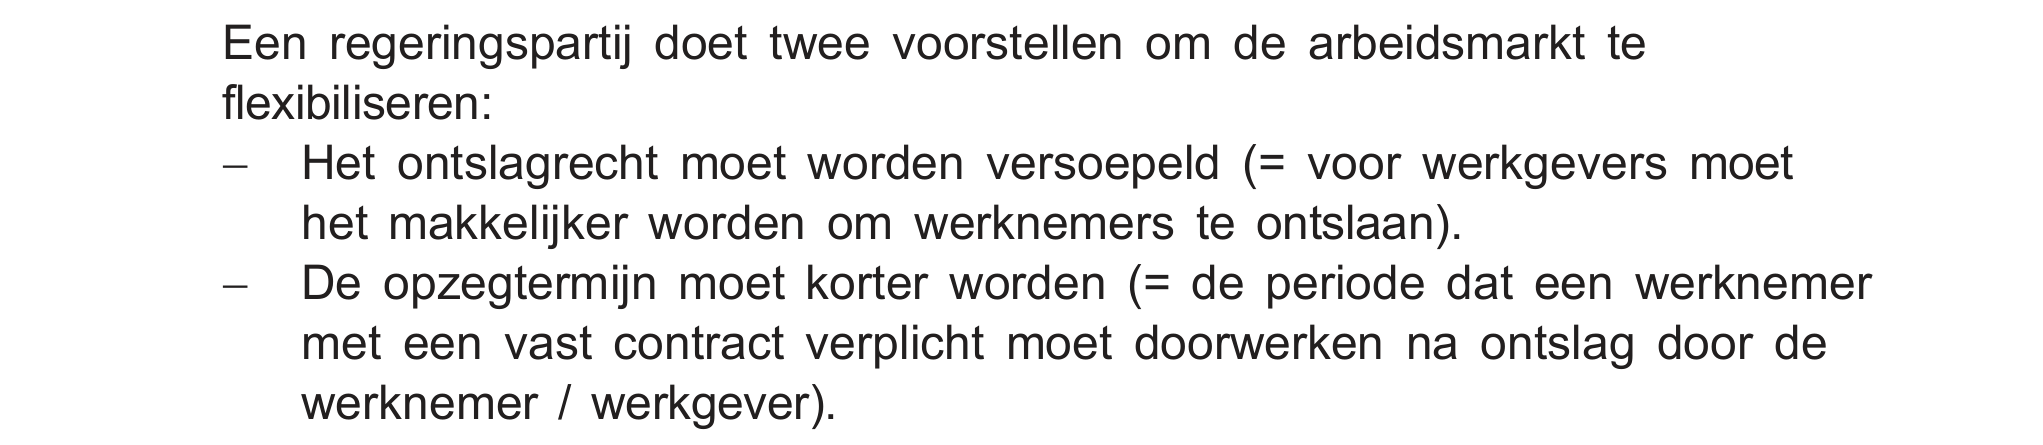 Een regeringspartij doet twee voorstellen om de arbeidsmarkt te
flexibiliseren:
− Het ontslagrecht moet worden versoepeld (= voor werkgevers moet
het makkelijker worden om werknemers te ontslaan).
− De opzegtermijn moet korter worden (= de periode dat een werknemer
met een vast contract verplicht moet doorwerken na ontslag door de
werknemer / werkgever).